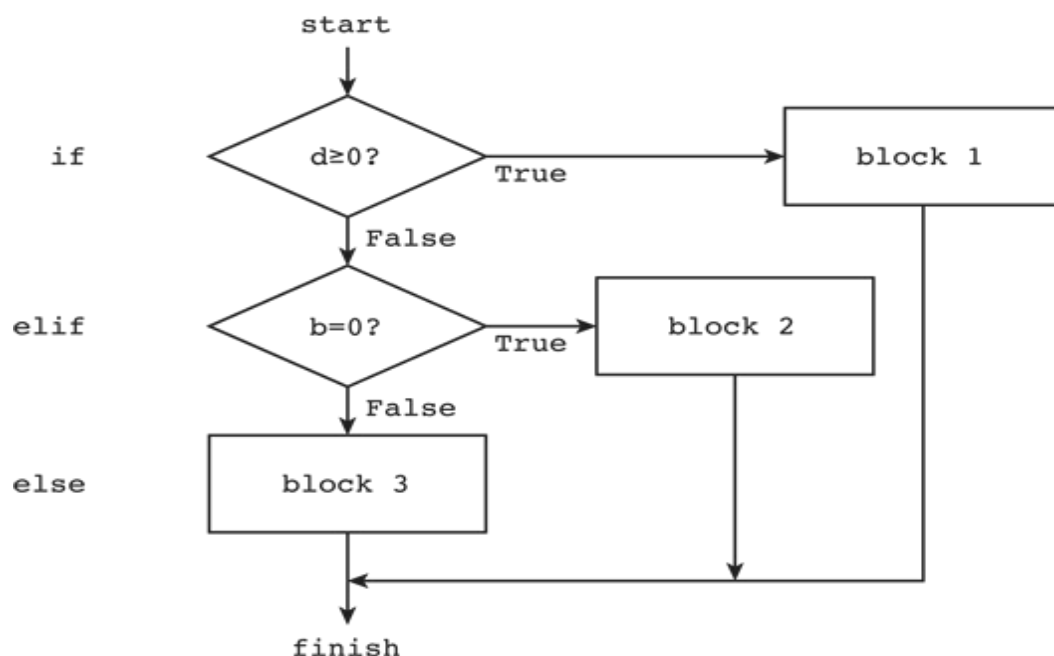 start
if
d≥0?
True
block 1
False
elif
b=0?
True
block 2
False
else
block 3
finish